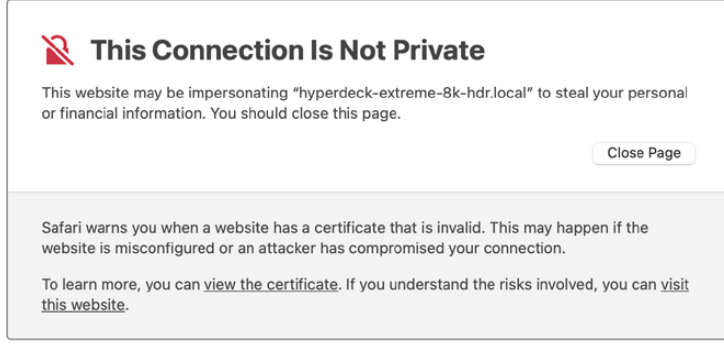 This Connection Is Not Private
This website may be impersonating “hyperdeck-extreme-8k-hdr.local” to steal your personal
or financial information. You should close this page.
Close Page
Safari warns you when a website has a certificate that is invalid. This may happen if the
website is misconfigured or an attacker has compromised your connection.
To learn more, you can view the certificate. If you understand the risks involved, you can visit
this website.